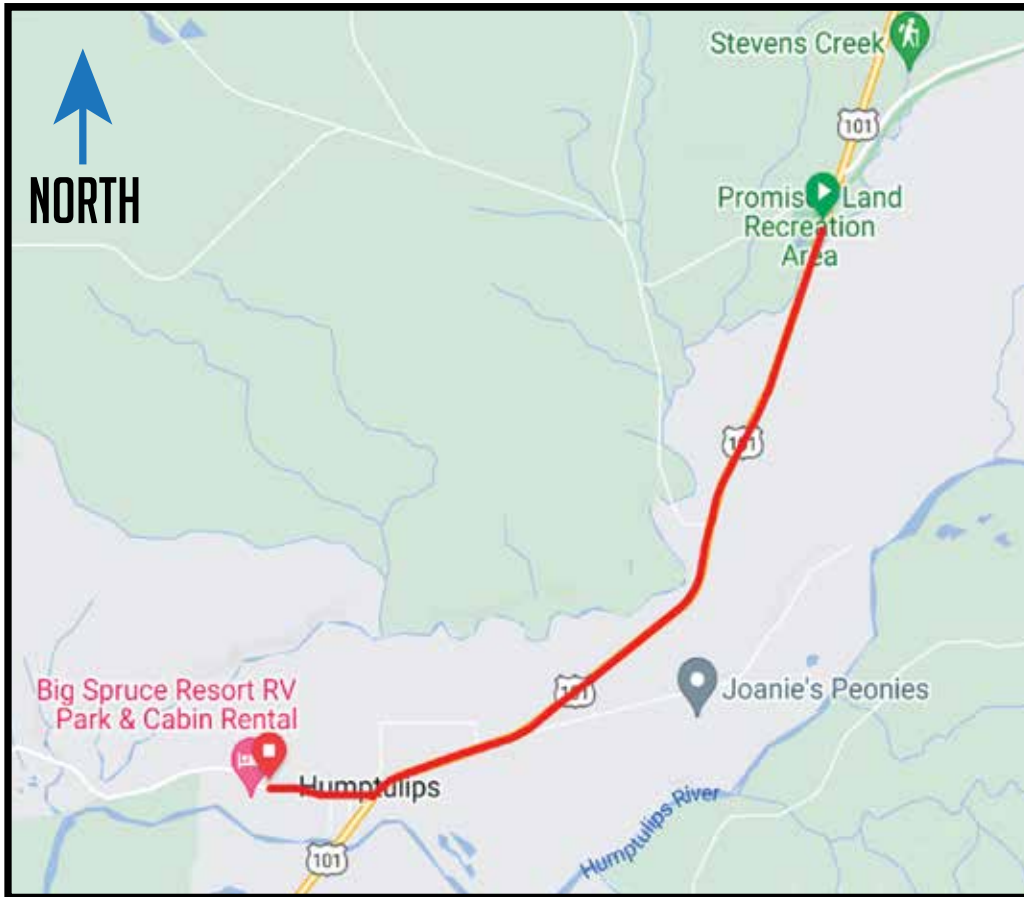 Stevens Creek
101
NORTH
Promised Land
Recreation
Area
101
101
Joanie's Peonies
Big Spruce Resort RV
Park & Cabin Rental
Humptulips
Humptulips River
101